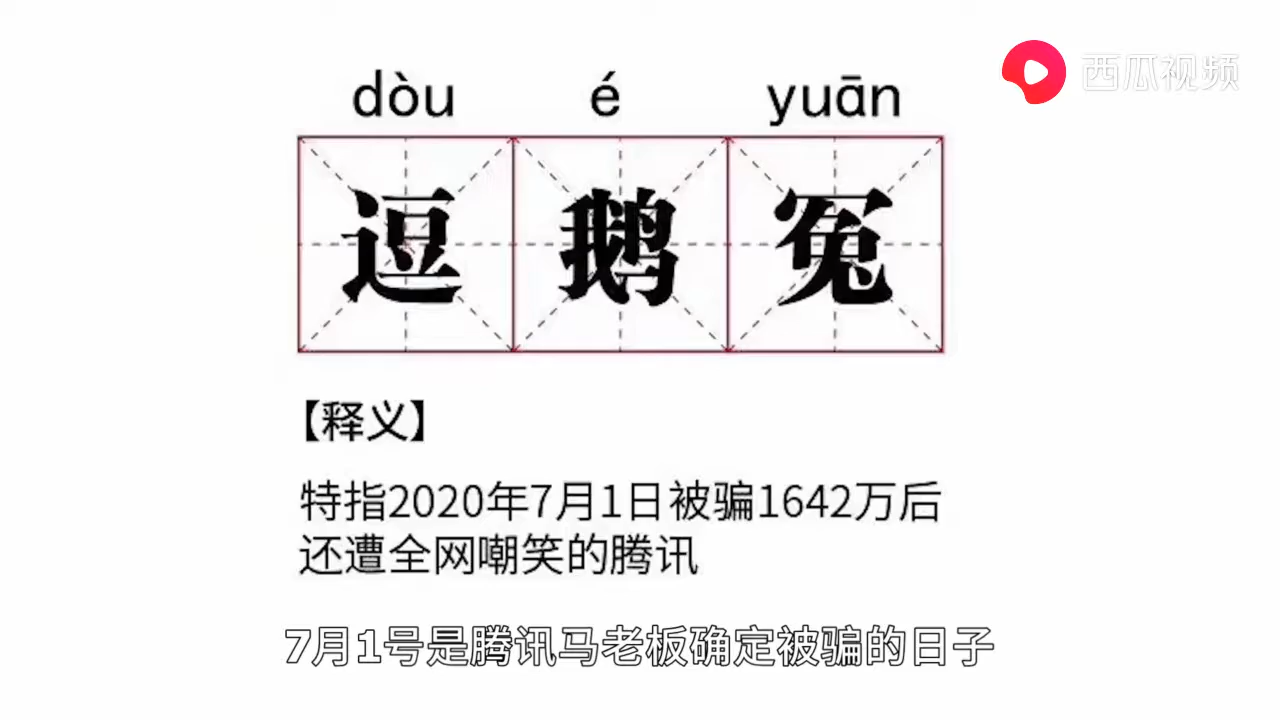 西瓜视频
dòu é yuān
逗鹅冤
【释义】
特指2020年7月1日被骗1642万后
还遭全网嘲笑的腾讯
7月1号是腾讯马老板确定被骗的日子